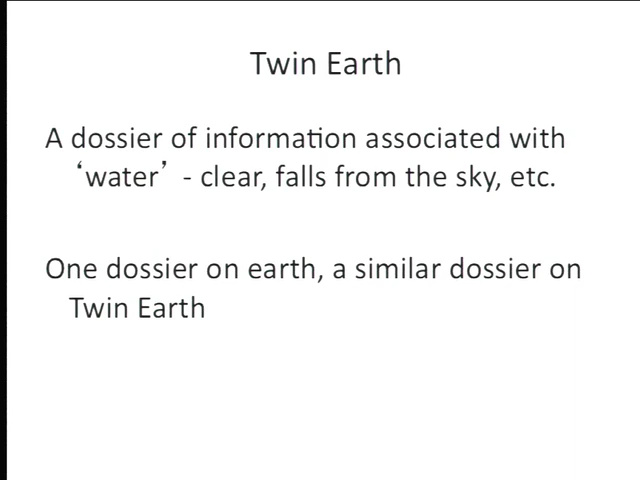 Twin Earth
A dossier of information associated with
‘water’ - clear, falls from the sky, etc.
One dossier on earth, a similar dossier on
Twin Earth